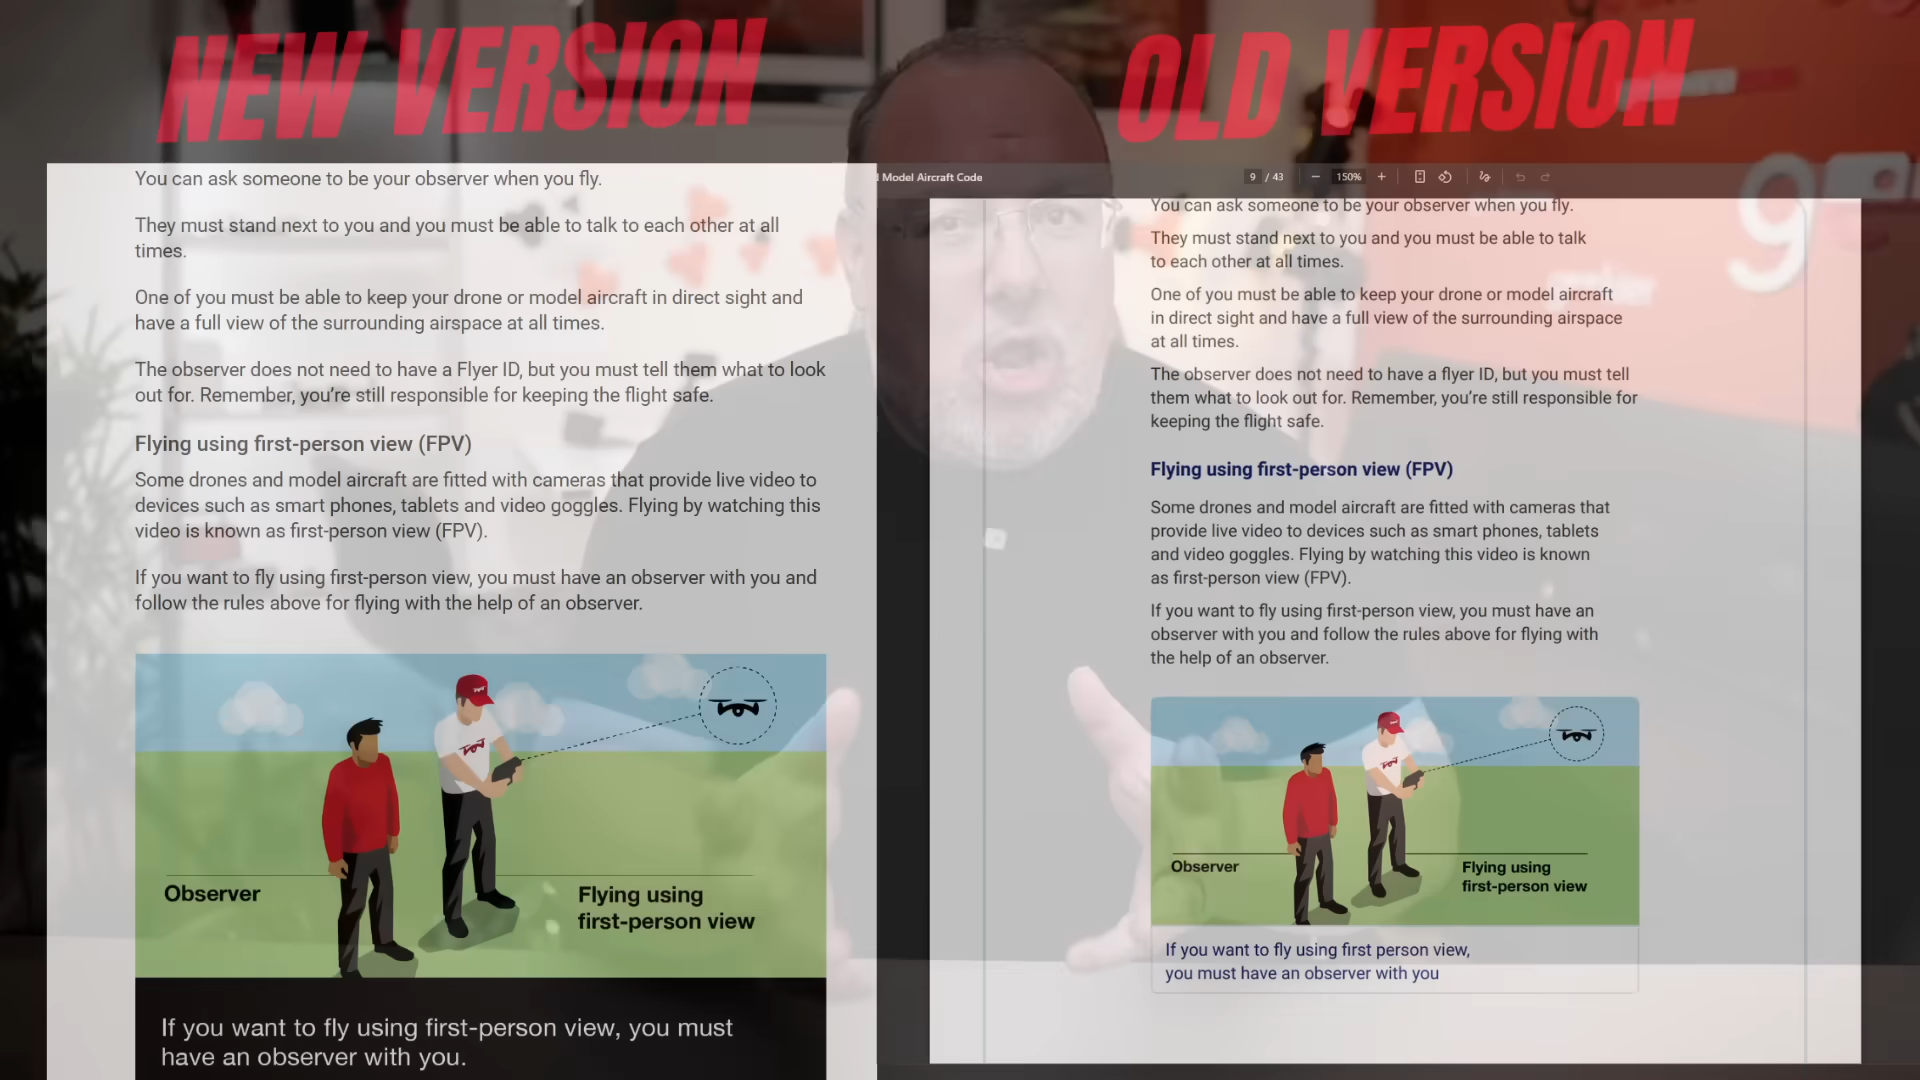 NEW VERSION
You can ask someone to be your observer when you fly.
They must stand next to you and you must be able to talk to each other at all
times.
One of you must be able to keep your drone or model aircraft in direct sight and
have a full view of the surrounding airspace at all times.
The observer does not need to have a Flyer ID, but you must tell them what to look
out for. Remember, you're still responsible for keeping the flight safe.
Flying using first-person view (FPV)
Some drones and model aircraft are fitted with cameras that provide live video to
devices such as smart phones, tablets and video goggles. Flying by watching this
video is known as first-person view (FPV).
If you want to fly using first-person view, you must have an observer with you and
follow the rules above for flying with the help of an observer.
Observer
Flying using
first-person view
If you want to fly using first-person view, you must
have an observer with you.
OLD VERSION
Model Aircraft Code
9 / 43
150%
You can ask someone to be your observer when you fly.
They must stand next to you and you must be able to talk
to each other at all times.
One of you must be able to keep your drone or model aircraft
in direct sight and have a full view of the surrounding airspace
at all times.
The observer does not need to have a flyer ID, but you must tell
them what to look out for. Remember, you're still responsible for
keeping the flight safe.
Flying using first-person view (FPV)
Some drones and model aircraft are fitted with cameras that
provide live video to devices such as smart phones, tablets
and video goggles. Flying by watching this video is known
as first-person view (FPV).
If you want to fly using first-person view, you must have an
observer with you and follow the rules above for flying with
the help of an observer.
Observer
Flying using
first-person view
If you want to fly using first person view,
you must have an observer with you
9